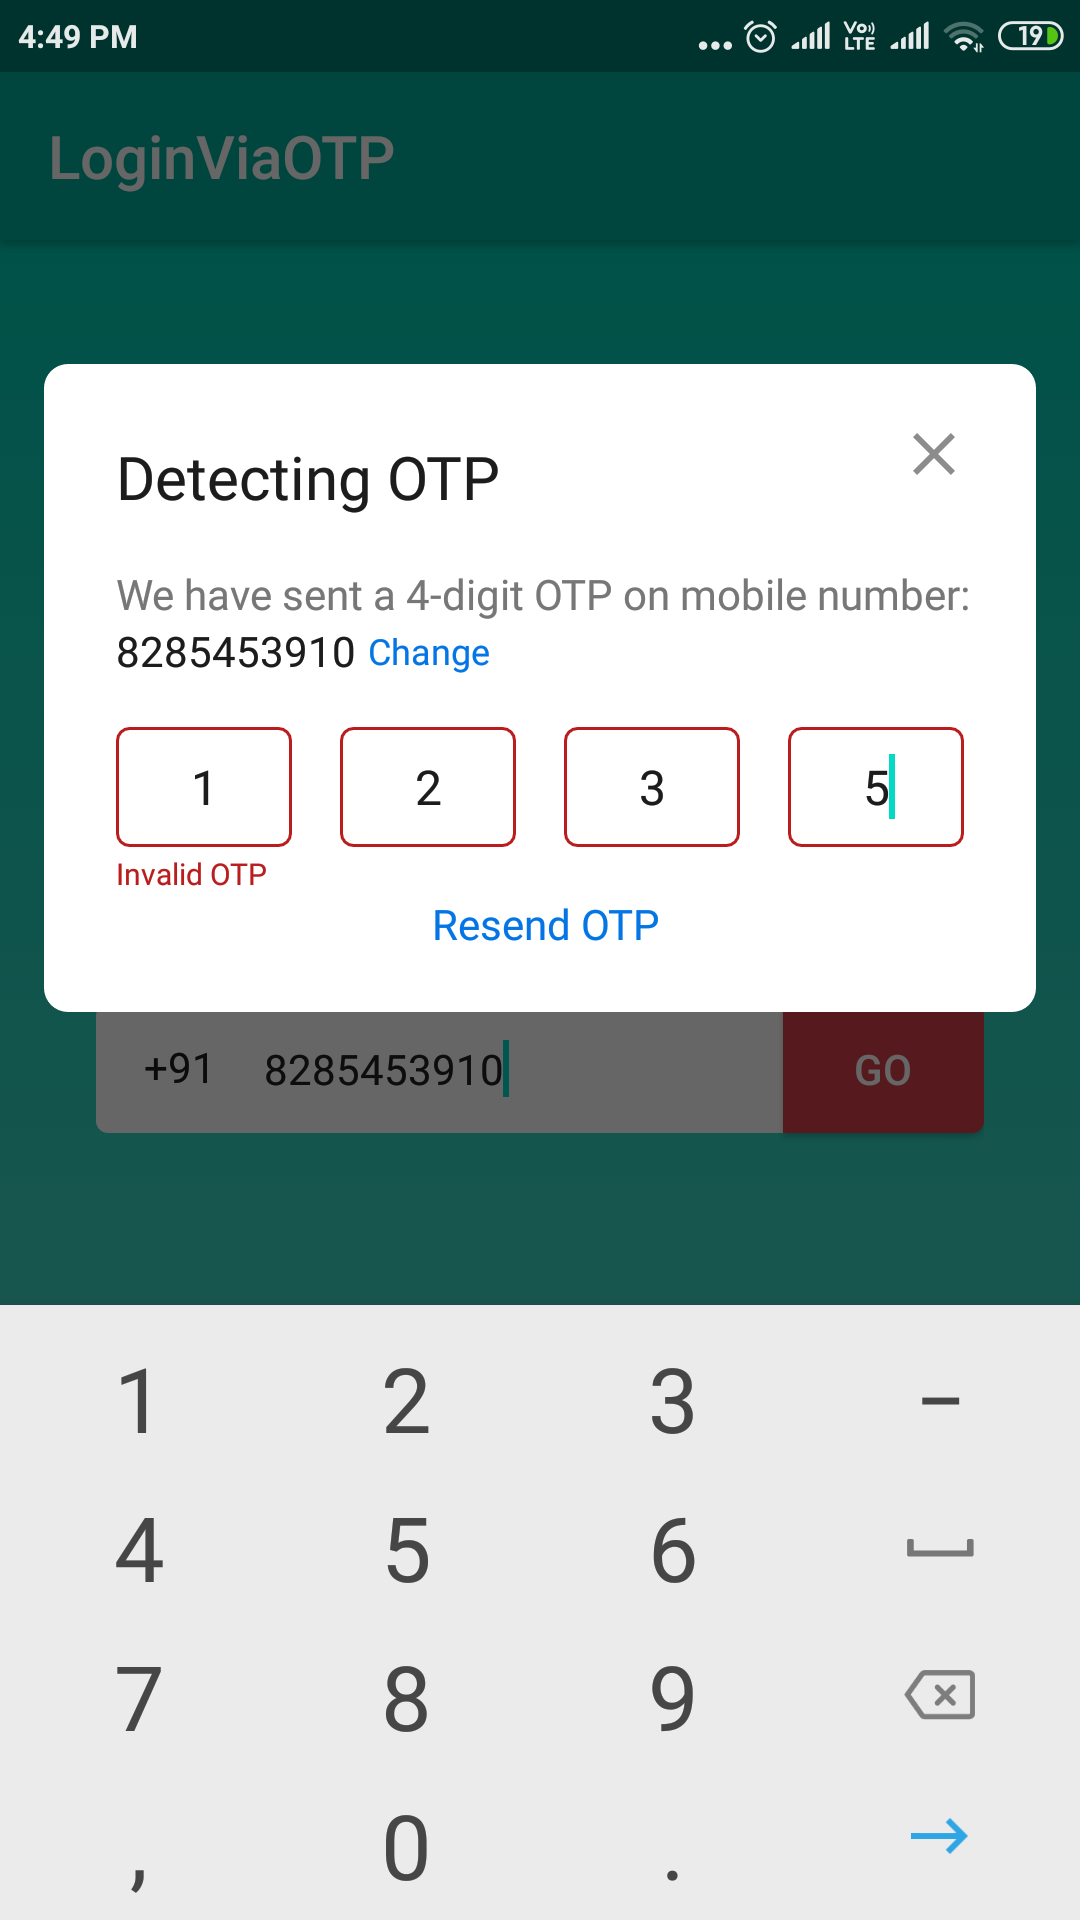 4:49 PM ... Vo)) LTE 19
LoginViaOTP
Detecting OTP
We have sent a 4-digit OTP on mobile number:
8285453910 Change
1 2 3 5
Invalid OTP
Resend OTP
+91 8285453910 GO
1 2 3 –
4 5 6
7 8 9
, 0 .